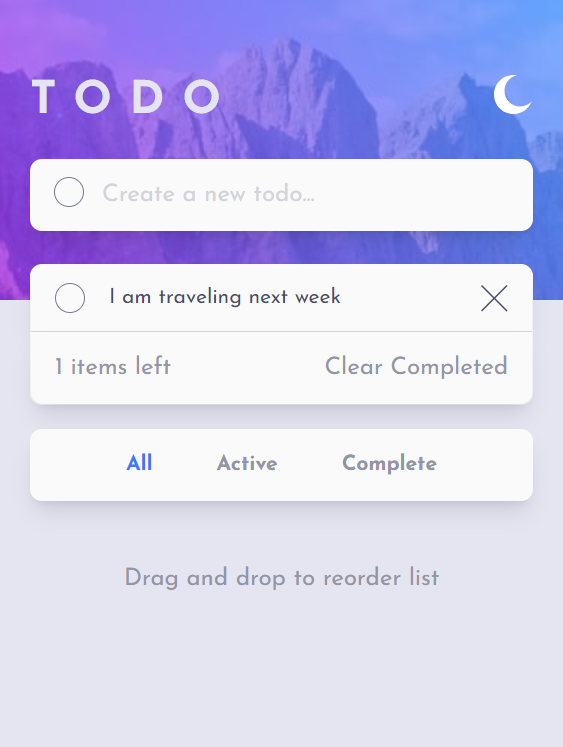 TODO
Create a new todo...
I am traveling next week
1 items left Clear Completed
All Active Complete
Drag and drop to reorder list